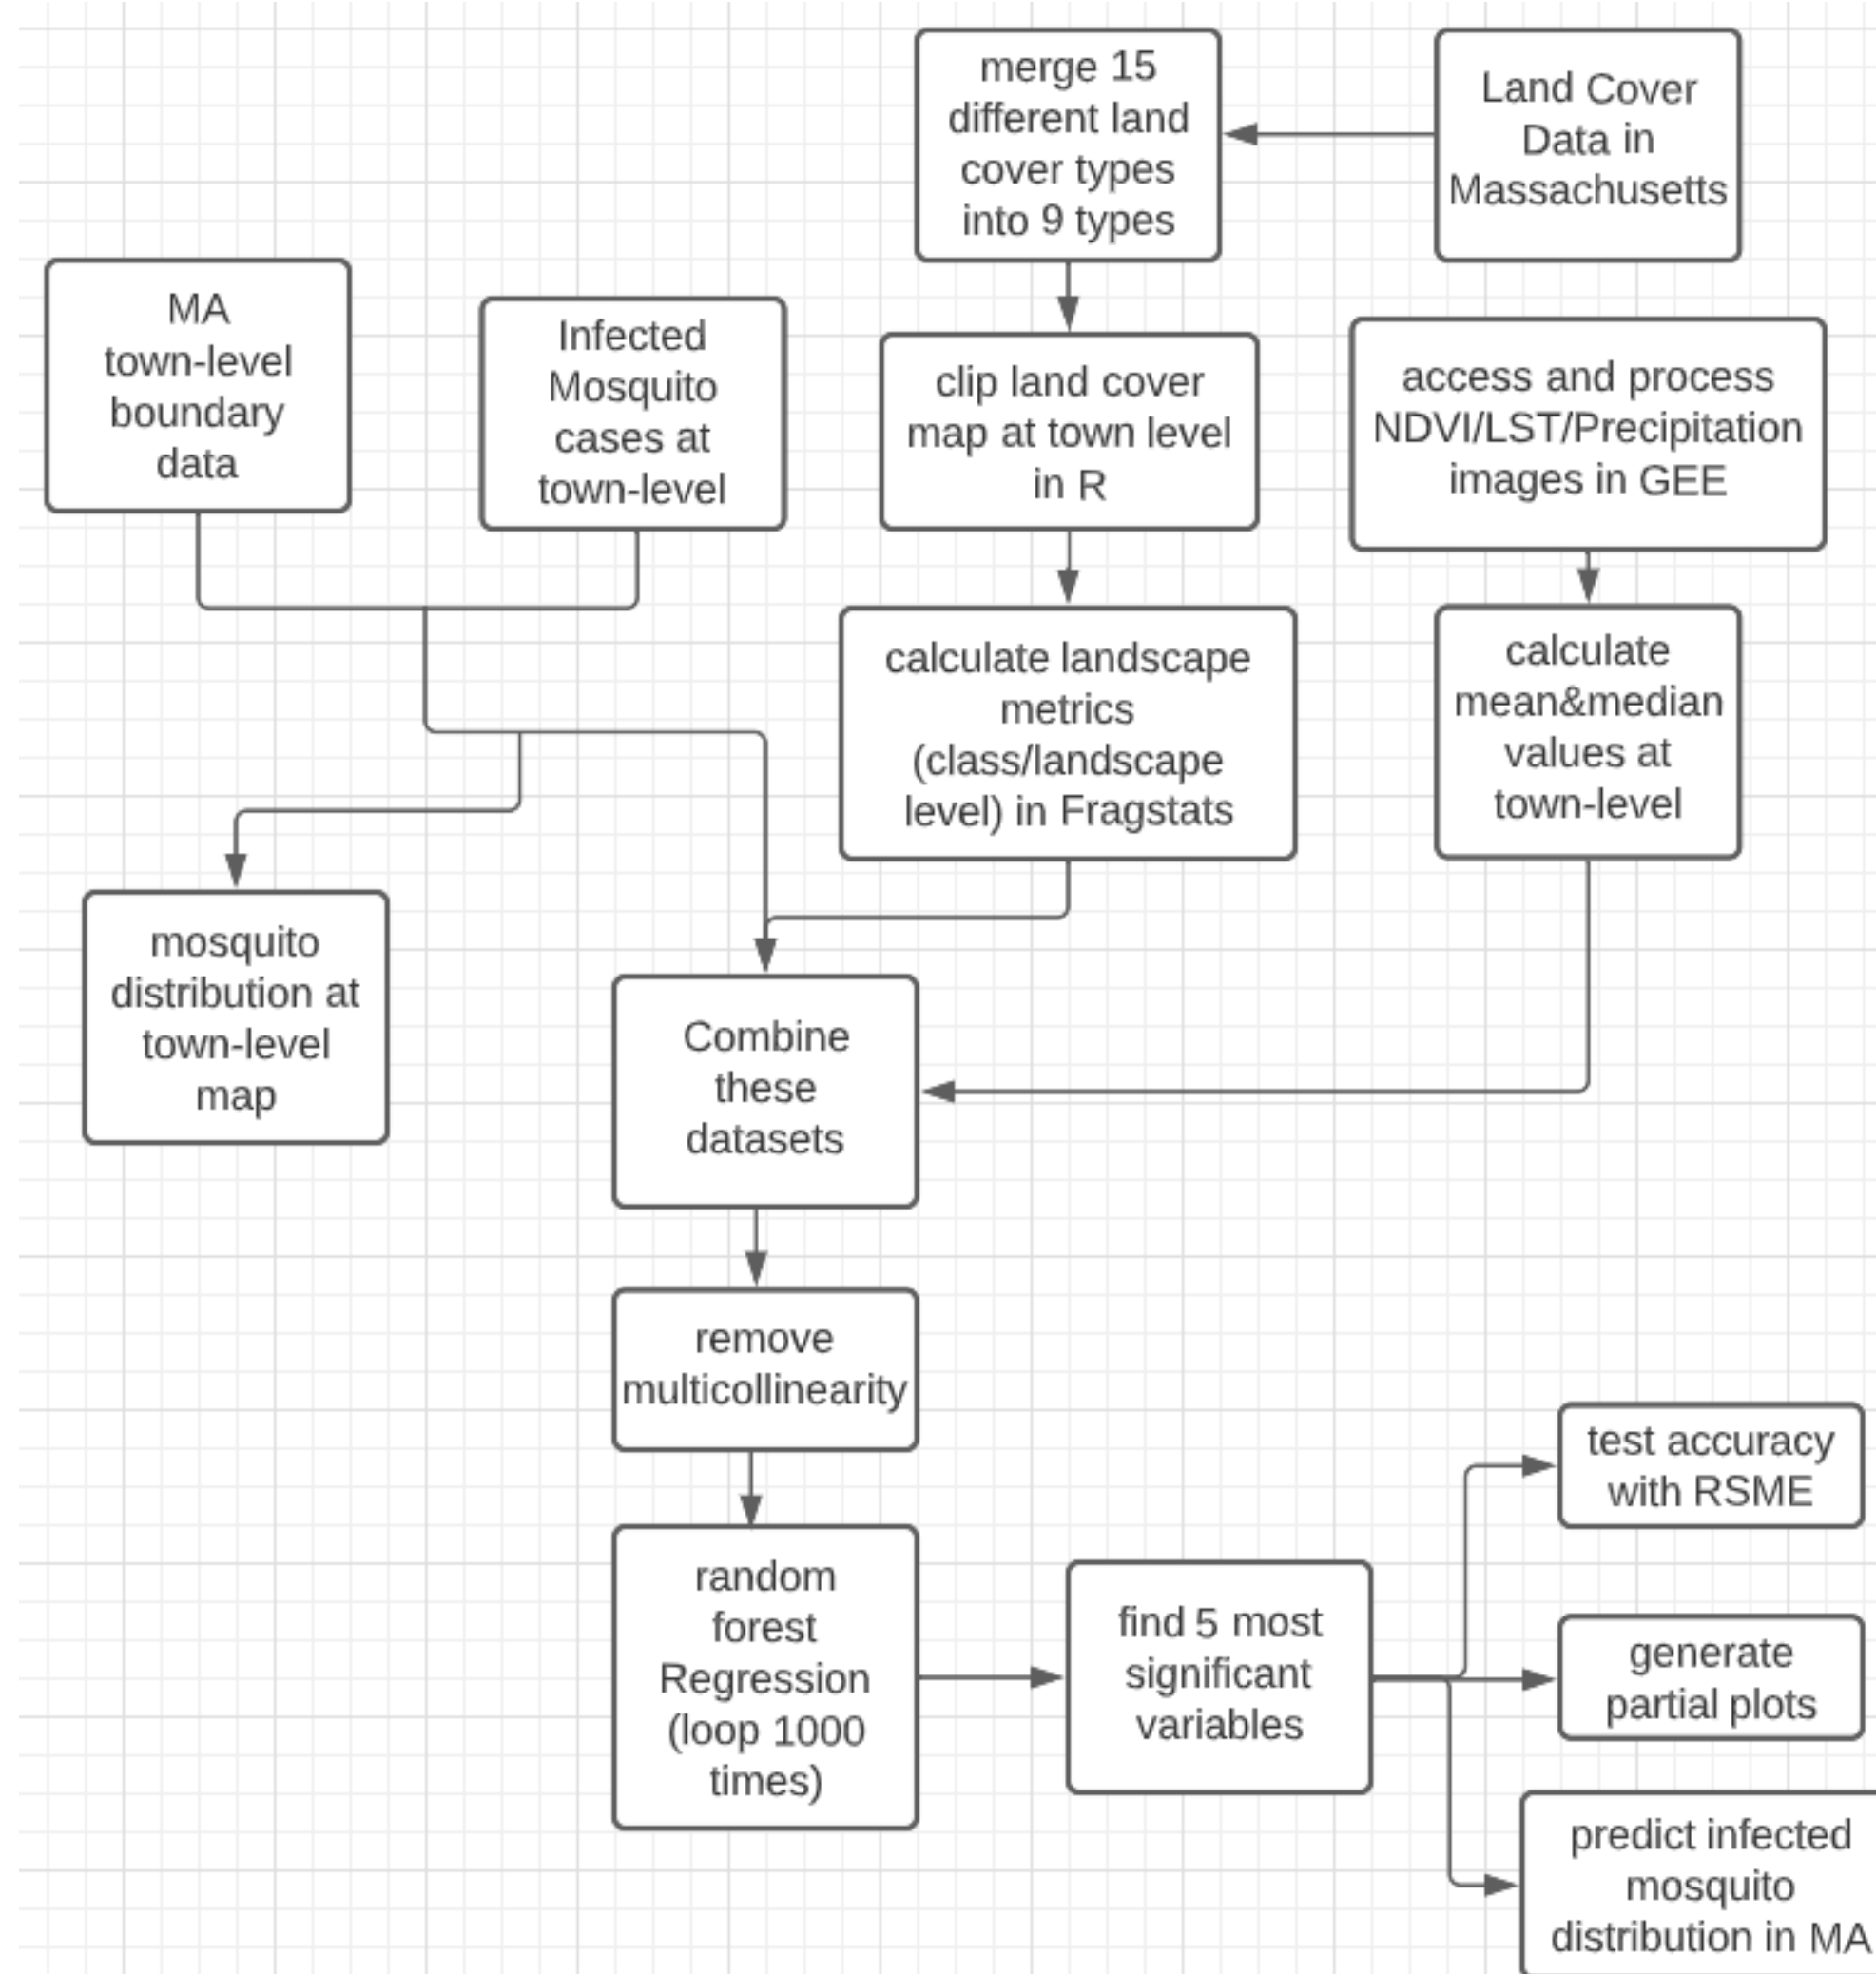 merge 15
different land
cover types
into 9 types
Land Cover
Data in
Massachusetts
MA
town-level
boundary
data
Infected
Mosquito
cases at
town-level
clip land cover
map at town level
in R
access and process
NDVI/LST/Precipitation
images in GEE
calculate landscape
metrics
(class/landscape
level) in Fragstats
calculate
mean&median
values at
town-level
mosquito
distribution at
town-level
map
Combine
these
datasets
remove
multicollinearity
random
forest
Regression
(loop 1000
times)
find 5 most
significant
variables
test accuracy
with RSME
generate
partial plots
predict infected
mosquito
distribution in MA